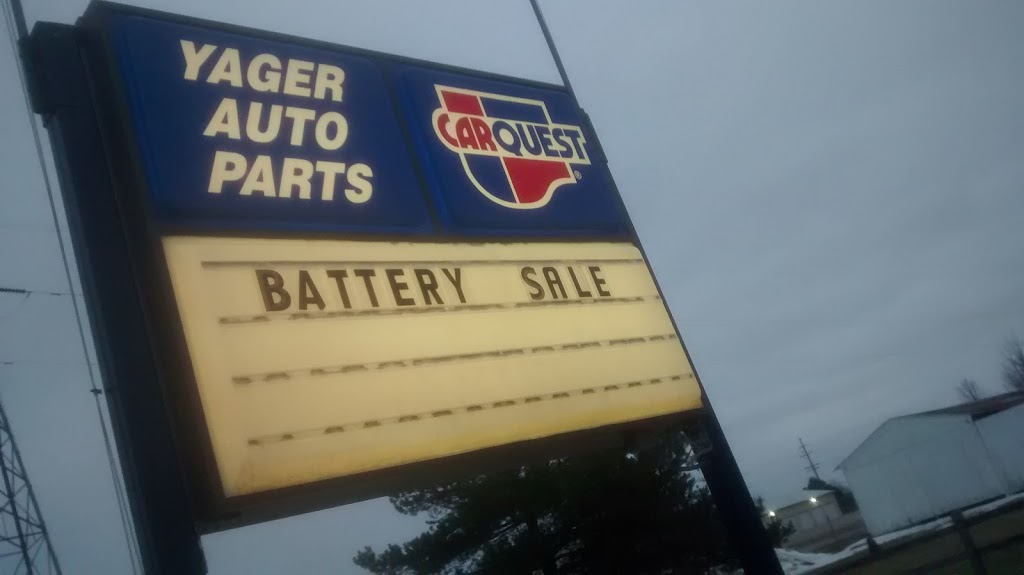 YAGER
AUTO
PARTS
CARQUEST®
BATTERY SALE